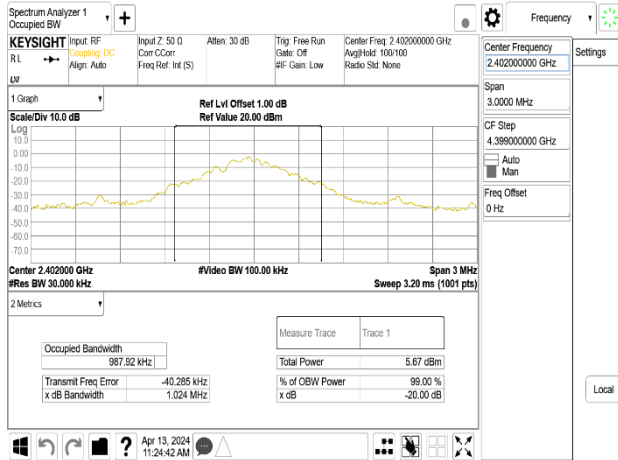 Spectrum Analyzer 1
Occupied BW
+
Frequency
KEYSIGHT
RL
Input: RF
Coupling: DC
Align: Auto
Input Z: 50 Ω
Corr CCorr
Freq Ref: Int (S)
Atten: 30 dB
Trig: Free Run
Gate: Off
#IF Gain: Low
Center Freq: 2.402000000 GHz
Avg|Hold: 100/100
Radio Std: None
Center Frequency
2.402000000 GHz
Settings
Span
3.0000 MHz
CF Step
4.399000000 GHz
Auto
Man
Freq Offset
0 Hz
1 Graph
Scale/Div 10.0 dB
Ref Lvl Offset 1.00 dB
Ref Value 20.00 dBm
Log
10.0
0.00
-10.0
-20.0
-30.0
-40.0
-50.0
-60.0
-70.0
Center 2.402000 GHz
#Video BW 100.00 kHz
Span 3 MHz
#Res BW 30.000 kHz
Sweep 3.20 ms (1001 pts)
2 Metrics
Measure Trace
Trace 1
Occupied Bandwidth
987.92 kHz
Total Power
5.67 dBm
Transmit Freq Error
-40.285 kHz
% of OBW Power
99.00 %
x dB Bandwidth
1.024 MHz
x dB
-20.00 dB
Local
?
Apr 13, 2024
11:24:42 AM